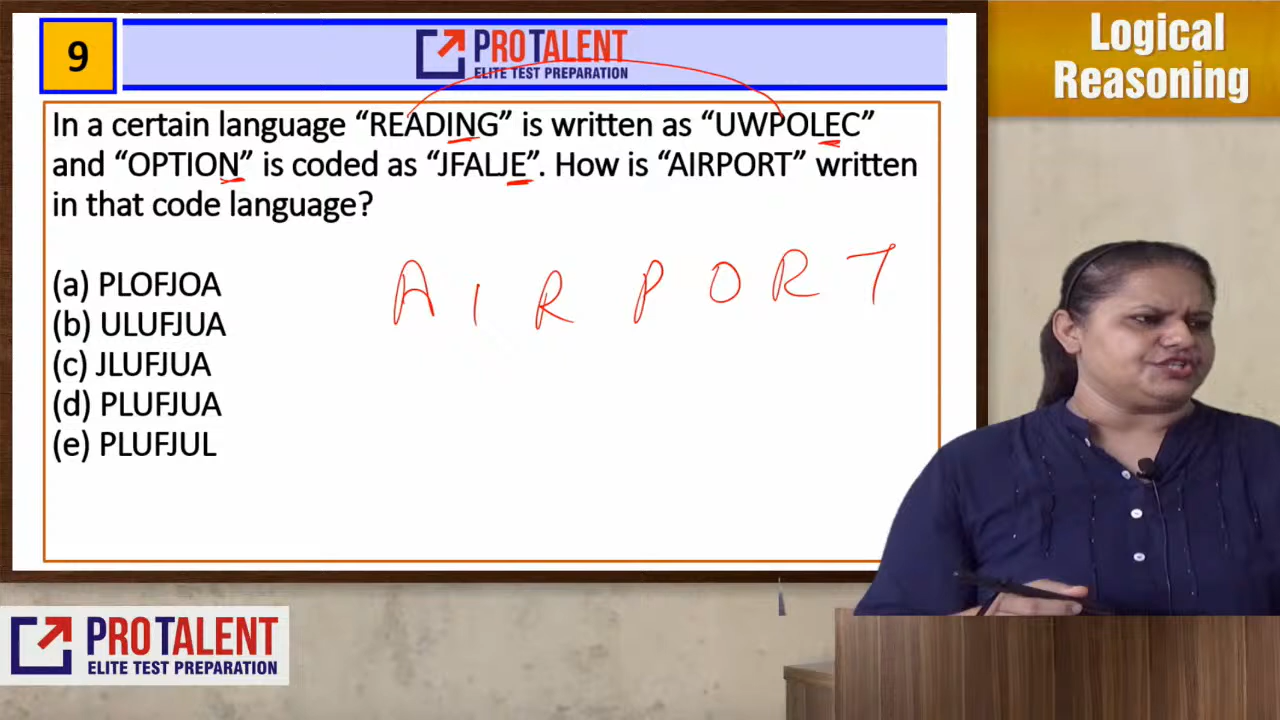 9
PROTALENT
ELITE TEST PREPARATION
Logical
Reasoning
In a certain language “READING” is written as “UWPOLEC”
and “OPTION” is coded as “JFALJE”. How is “AIRPORT” written
in that code language?
(a) PLOFJOA
(b) ULUFJUA
(c) JLUFJUA
(d) PLUFJUA
(e) PLUFJUL
A I R P O R T
PROTALENT
ELITE TEST PREPARATION